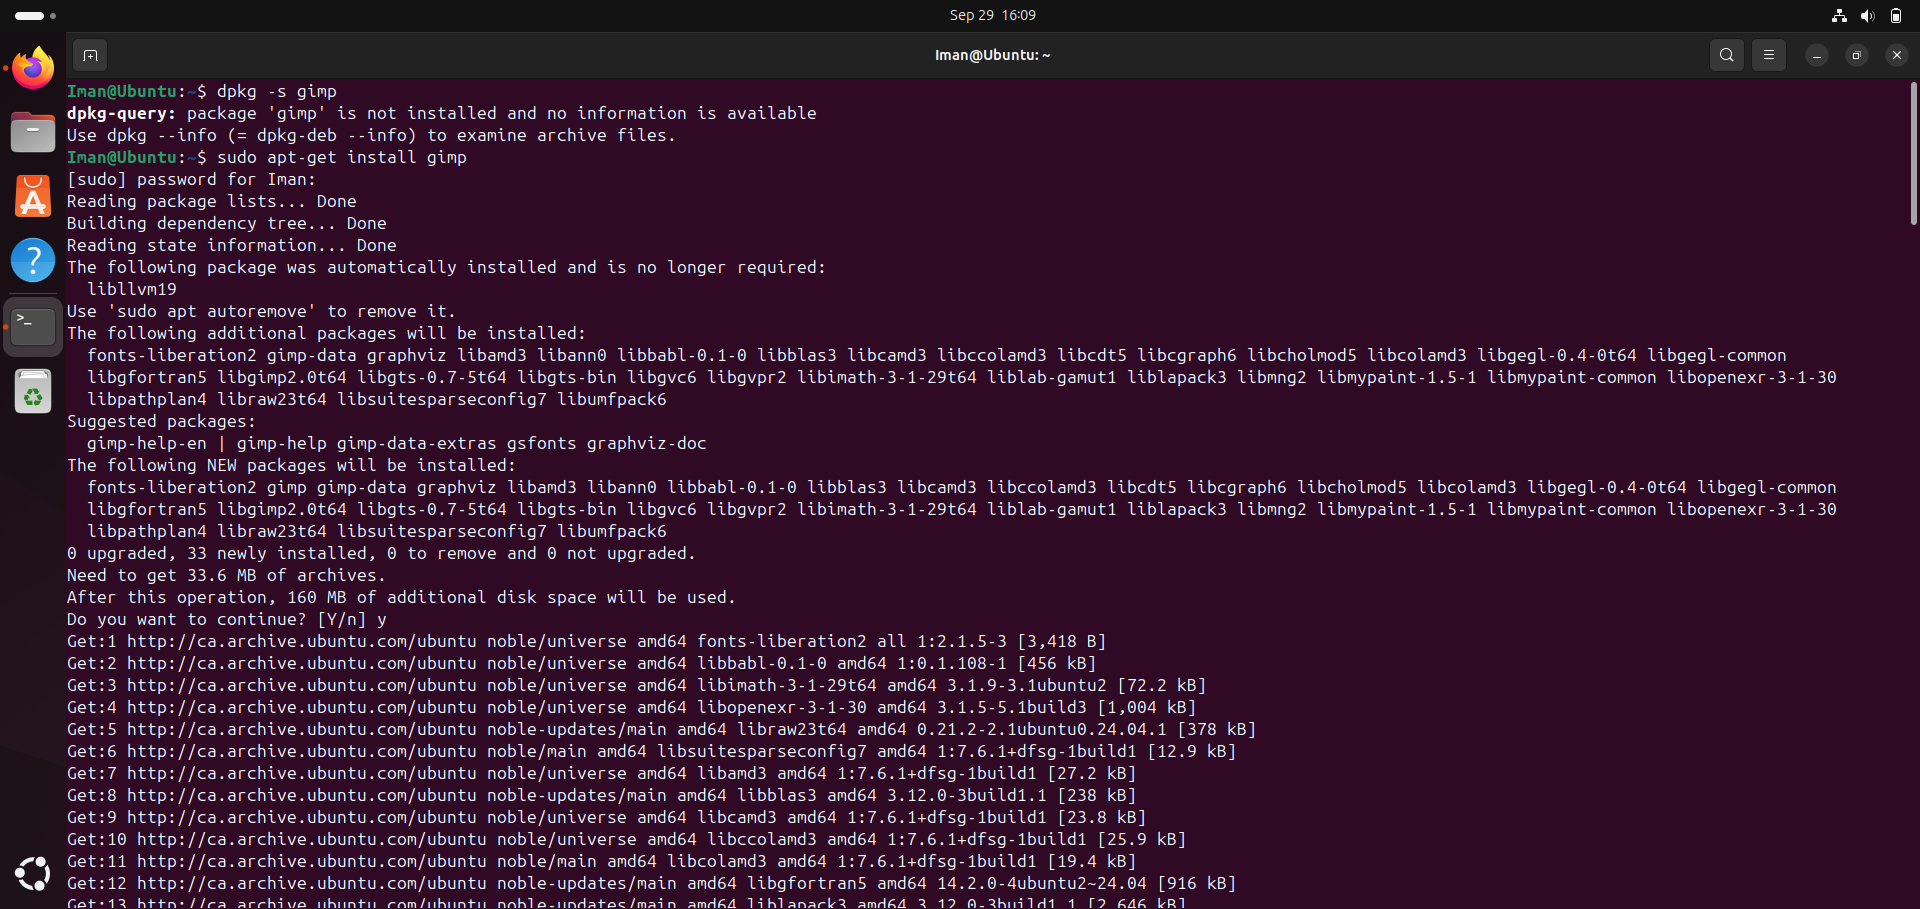 Sep 29 16:09
Iman@Ubuntu: ~
Iman@Ubuntu:~$ dpkg -s gimp
dpkg-query: package 'gimp' is not installed and no information is available
Use dpkg --info (= dpkg-deb --info) to examine archive files.
Iman@Ubuntu:~$ sudo apt-get install gimp
[sudo] password for Iman:
Reading package lists... Done
Building dependency tree... Done
Reading state information... Done
The following package was automatically installed and is no longer required:
  libllvm19
Use 'sudo apt autoremove' to remove it.
The following additional packages will be installed:
  fonts-liberation2 gimp-data graphviz libamd3 libann0 libbabl-0.1-0 libblas3 libcamd3 libccolamd3 libcdt5 libcgraph6 libcholmod5 libcolamd3 libgegl-0.4-0t64 libgegl-common
  libgfortran5 libgimp2.0t64 libgts-0.7-5t64 libgts-bin libgvc6 libgvpr2 libimath-3-1-29t64 liblab-gamut1 liblapack3 libmng2 libmypaint-1.5-1 libmypaint-common libopenexr-3-1-30
  libpathplan4 libraw23t64 libsuitesparseconfig7 libumfpack6
Suggested packages:
  gimp-help-en | gimp-help gimp-data-extras gsfonts graphviz-doc
The following NEW packages will be installed:
  fonts-liberation2 gimp gimp-data graphviz libamd3 libann0 libbabl-0.1-0 libblas3 libcamd3 libccolamd3 libcdt5 libcgraph6 libcholmod5 libcolamd3 libgegl-0.4-0t64 libgegl-common
  libgfortran5 libgimp2.0t64 libgts-0.7-5t64 libgts-bin libgvc6 libgvpr2 libimath-3-1-29t64 liblab-gamut1 liblapack3 libmng2 libmypaint-1.5-1 libmypaint-common libopenexr-3-1-30
  libpathplan4 libraw23t64 libsuitesparseconfig7 libumfpack6
0 upgraded, 33 newly installed, 0 to remove and 0 not upgraded.
Need to get 33.6 MB of archives.
After this operation, 160 MB of additional disk space will be used.
Do you want to continue? [Y/n] y
Get:1 http://ca.archive.ubuntu.com/ubuntu noble/universe amd64 fonts-liberation2 all 1:2.1.5-3 [3,418 B]
Get:2 http://ca.archive.ubuntu.com/ubuntu noble/universe amd64 libbabl-0.1-0 amd64 1:0.1.108-1 [456 kB]
Get:3 http://ca.archive.ubuntu.com/ubuntu noble/universe amd64 libimath-3-1-29t64 amd64 3.1.9-3.1ubuntu2 [72.2 kB]
Get:4 http://ca.archive.ubuntu.com/ubuntu noble/universe amd64 libopenexr-3-1-30 amd64 3.1.5-5.1build3 [1,004 kB]
Get:5 http://ca.archive.ubuntu.com/ubuntu noble-updates/main amd64 libraw23t64 amd64 0.21.2-2.1ubuntu0.24.04.1 [378 kB]
Get:6 http://ca.archive.ubuntu.com/ubuntu noble/main amd64 libsuitesparseconfig7 amd64 1:7.6.1+dfsg-1build1 [12.9 kB]
Get:7 http://ca.archive.ubuntu.com/ubuntu noble/universe amd64 libamd3 amd64 1:7.6.1+dfsg-1build1 [27.2 kB]
Get:8 http://ca.archive.ubuntu.com/ubuntu noble-updates/main amd64 libblas3 amd64 3.12.0-3build1.1 [238 kB]
Get:9 http://ca.archive.ubuntu.com/ubuntu noble/universe amd64 libcamd3 amd64 1:7.6.1+dfsg-1build1 [23.8 kB]
Get:10 http://ca.archive.ubuntu.com/ubuntu noble/universe amd64 libccolamd3 amd64 1:7.6.1+dfsg-1build1 [25.9 kB]
Get:11 http://ca.archive.ubuntu.com/ubuntu noble/main amd64 libcolamd3 amd64 1:7.6.1+dfsg-1build1 [19.4 kB]
Get:12 http://ca.archive.ubuntu.com/ubuntu noble-updates/main amd64 libgfortran5 amd64 14.2.0-4ubuntu2~24.04 [916 kB]
Get:13 http://ca.archive.ubuntu.com/ubuntu noble-updates/main amd64 liblapack3 amd64 3.12.0-3build1.1 [2,646 kB]